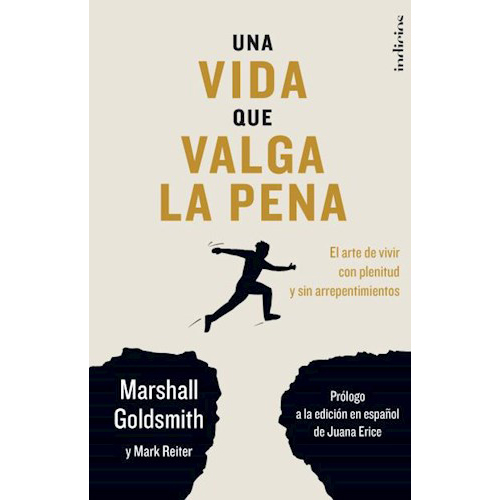 indicios
UNA
VIDA
QUE
VALGA
LA PENA
El arte de vivir
con plenitud
y sin arrepentimientos
Marshall
Goldsmith
y Mark Reiter
Prólogo
a la edición en español
de Juana Erice